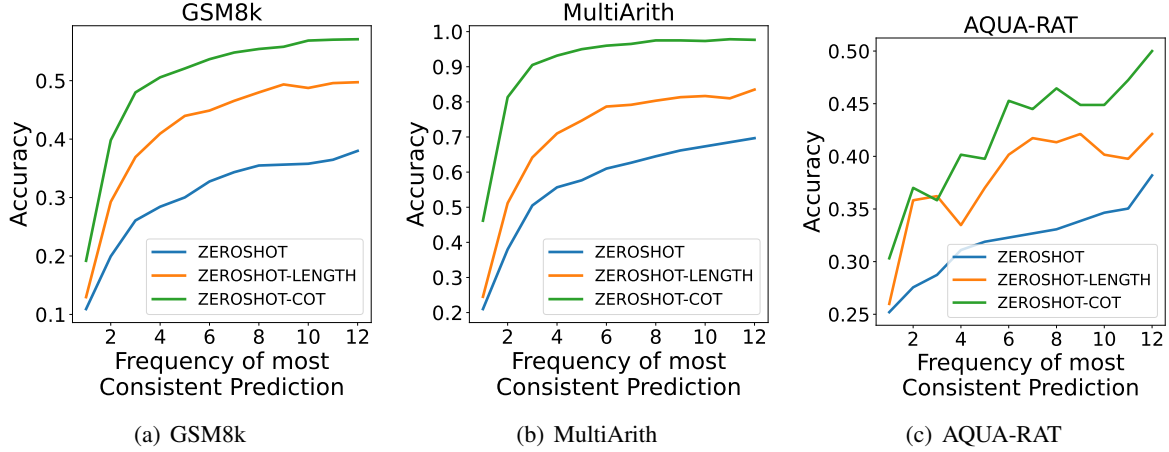 GSM8k
0.5
0.4
0.3
0.2
0.1
Accuracy
2 4 6 8 10 12
Frequency of most
Consistent Prediction
ZEROSHOT
ZEROSHOT-LENGTH
ZEROSHOT-COT
(a) GSM8k
MultiArith
1.0
0.9
0.8
0.7
0.6
0.5
0.4
0.3
0.2
Accuracy
2 4 6 8 10 12
Frequency of most
Consistent Prediction
ZEROSHOT
ZEROSHOT-LENGTH
ZEROSHOT-COT
(b) MultiArith
AQUA-RAT
0.50
0.45
0.40
0.35
0.30
0.25
Accuracy
2 4 6 8 10 12
Frequency of most
Consistent Prediction
ZEROSHOT
ZEROSHOT-LENGTH
ZEROSHOT-COT
(c) AQUA-RAT